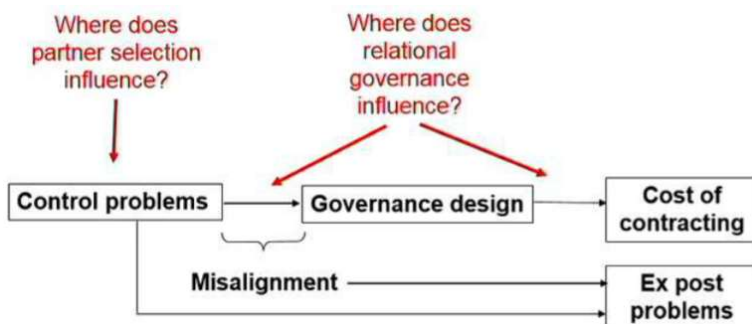 Where does
partner selection
influence?
Where does
relational
governance
influence?
Control problems
Governance design
Cost of
contracting
Misalignment
Ex post
problems